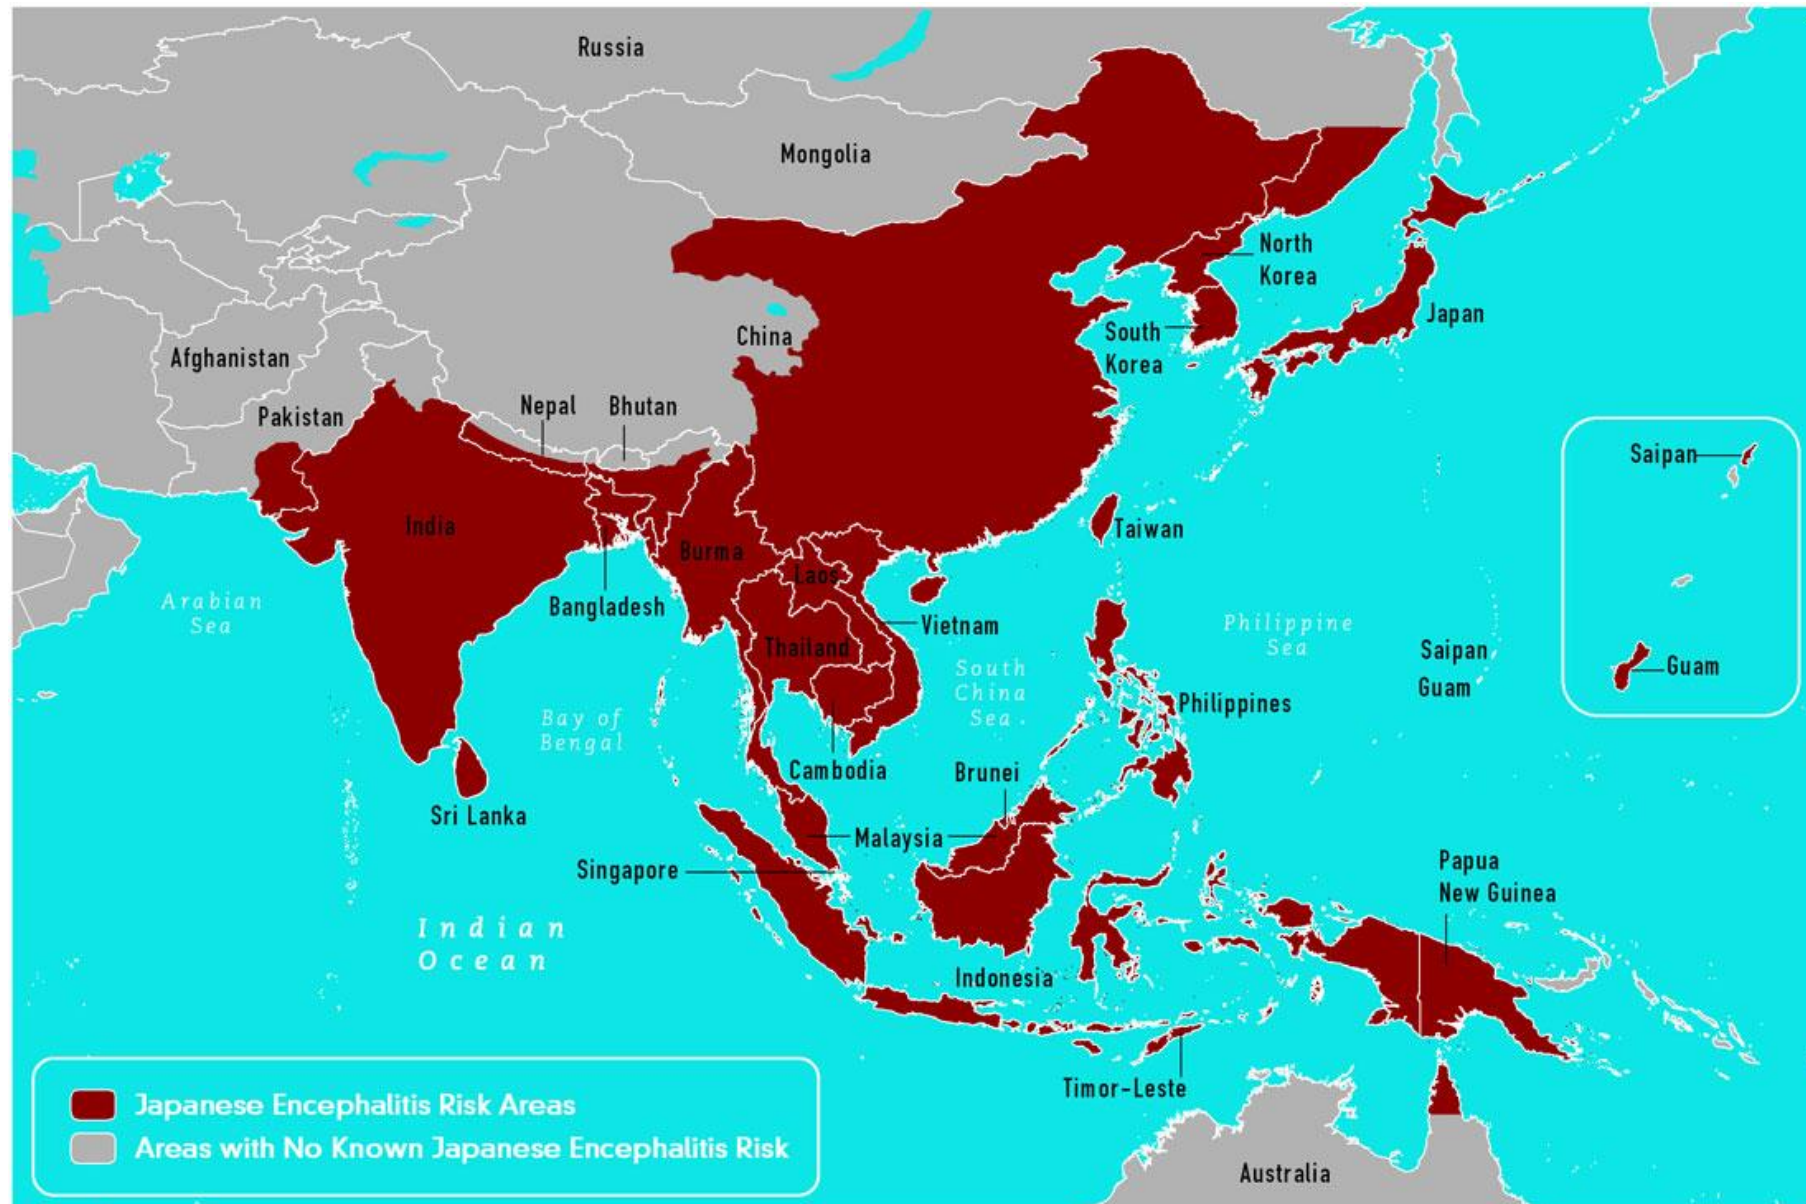 Russia
Mongolia
North
Korea
Japan
South
Korea
China
Afghanistan
Pakistan
Nepal
Bhutan
Saipan
India
Taiwan
Burma
Laos
Bangladesh
Arabian
Sea
Vietnam
Philippine
Sea
Thailand
South
China
Sea
Saipan
Guam
Guam
Philippines
Bay of
Bengal
Cambodia
Brunei
Sri Lanka
Malaysia
Singapore
Papua
New Guinea
Indian
Ocean
Indonesia
Timor-Leste
Japanese Encephalitis Risk Areas
Areas with No Known Japanese Encephalitis Risk
Australia